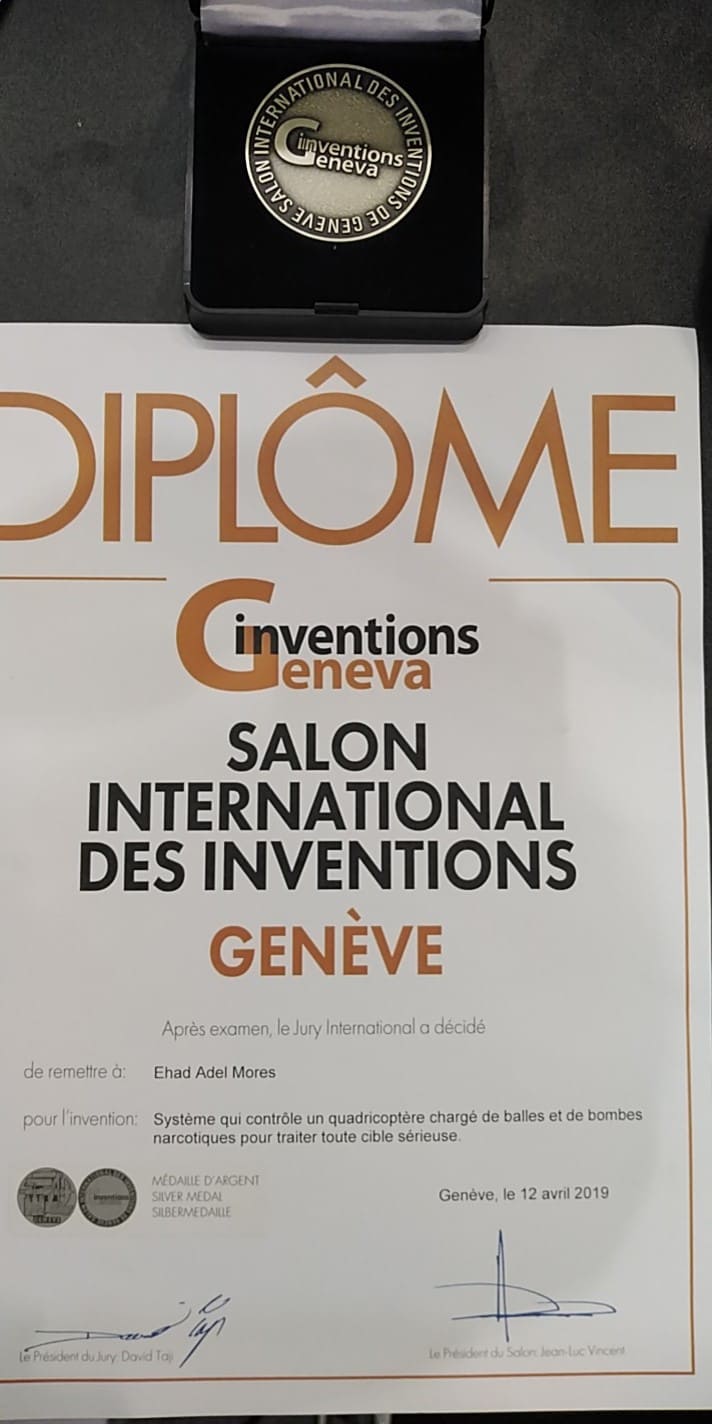 SALON INTERNATIONAL DES INVENTIONS DE GENEVE
inventions
Geneva
DIPLÔME
inventions
Geneva
SALON
INTERNATIONAL
DES INVENTIONS
GENÈVE
Après examen, le Jury International a décidé
de remettre à: Ehad Adel Mores
pour l'invention: Système qui contrôle un quadricoptère chargé de balles et de bombes
narcotiques pour traiter toute cible sérieuse.
MÉDAILLE D'ARGENT
SILVER MEDAL
SILBERMEDAILLE
Genève, le 12 avril 2019
Le Président du Jury: David Taji
Le Président du Salon: Jean-Luc Vincent